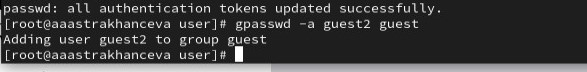 passwd: all authentication tokens updated successfully.
[root@aaastrakhanceva user]# gpasswd -a guest2 guest
Adding user guest2 to group guest
[root@aaastrakhanceva user]#